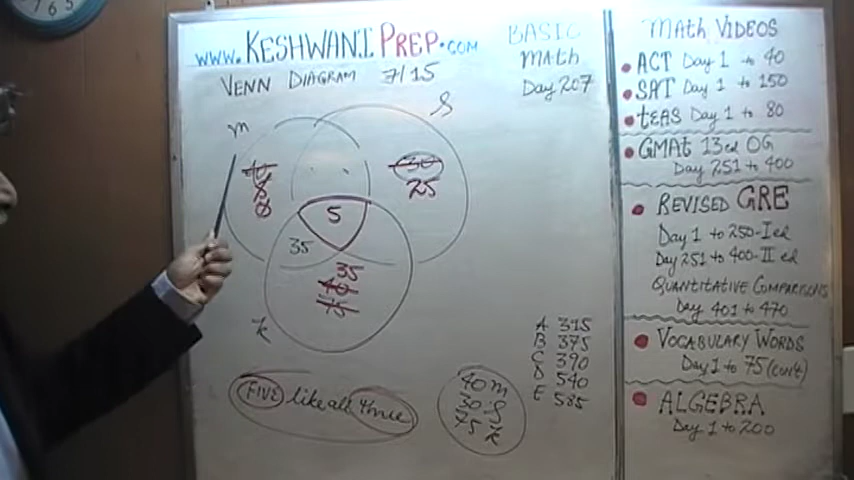 www.KESHWANI PREP.com
VENN DIAGRAM 7/15
BASIC
MATH
Day 207
m
S
30
25
5
35
35
k
FIVE like all three
40 m
30 S
75 k
A 315
B 375
C 390
D 540
E 585
MATH VIDEOS
ACT Day 1 to 40
SAT Day 1 to 150
tEAS Day 1 to 80
GMAt 13ed OG
Day 251 to 400
REVISED GRE
Day 1 to 250-I ed
Day 251 to 400-II ed
QUANTITATIVE COMPARISONS
Day 401 to 470
VOCABULARY WORDS
Day 1 to 75 (con't)
ALGEBRA
Day 1 to 200